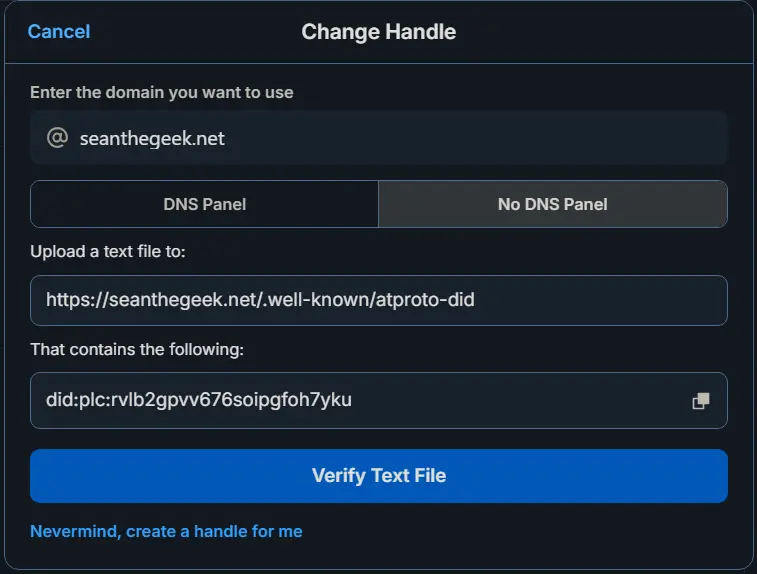 Cancel
Change Handle
Enter the domain you want to use
@ seanthegeek.net
DNS Panel
No DNS Panel
Upload a text file to:
https://seanthegeek.net/.well-known/atproto-did
That contains the following:
did:plc:rvlb2gpvv676soipgfoh7yku
Verify Text File
Nevermind, create a handle for me